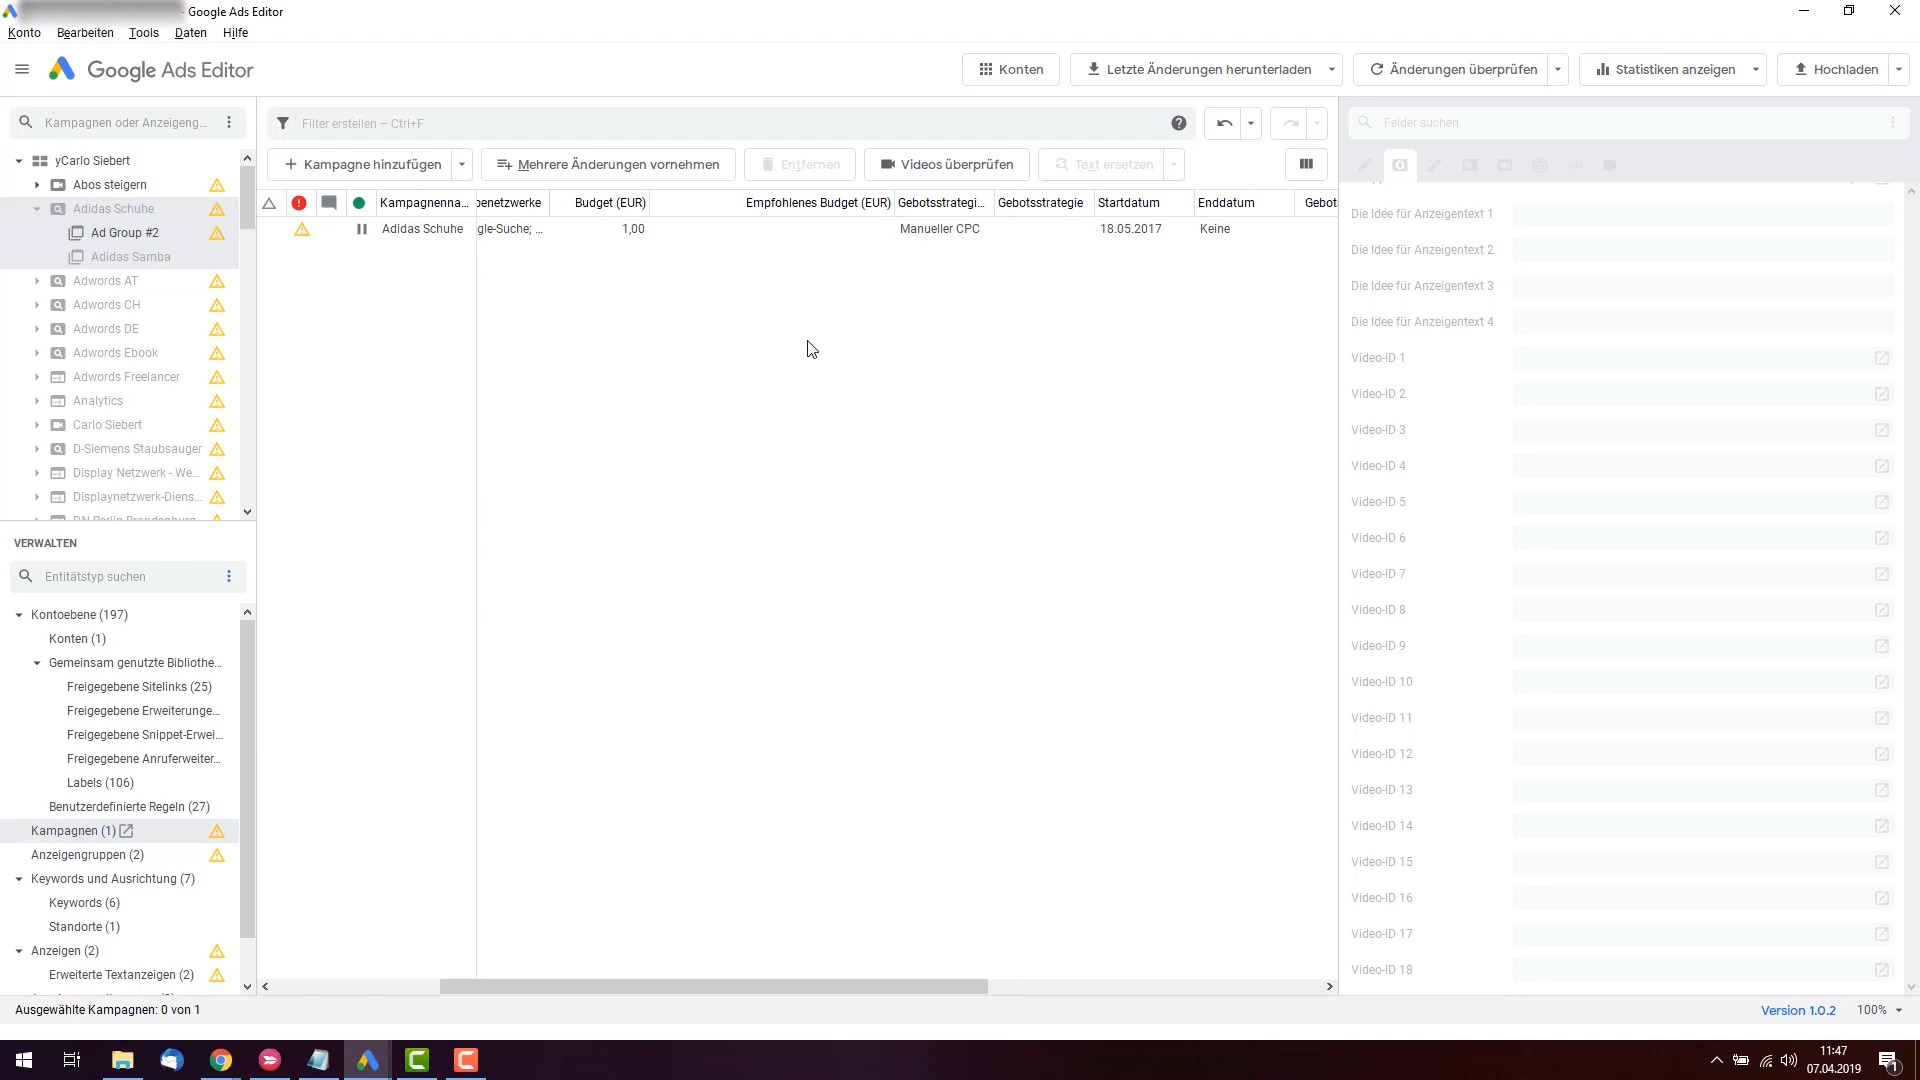 - Google Ads Editor
Konto Bearbeiten Tools Daten Hilfe
Google Ads Editor
Konten
Letzte Änderungen herunterladen
Änderungen überprüfen
Statistiken anzeigen
Hochladen
Kampagnen oder Anzeigeng...
Filter erstellen – Ctrl+F
Felder suchen
Kampagne hinzufügen
Mehrere Änderungen vornehmen
Entfernen
Videos überprüfen
Text ersetzen
yCarlo Siebert
Abos steigern
Adidas Schuhe
Ad Group #2
Adidas Samba
Adwords AT
Adwords CH
Adwords DE
Adwords Ebook
Adwords Freelancer
Analytics
Carlo Siebert
D-Siemens Staubsauger
Display Netzwerk - We...
Displaynetzwerk-Diens...
DN Berlin Brandenburg
Kampagnenna... benetzwerke Budget (EUR) Empfohlenes Budget (EUR) Gebotsstrategi... Gebotsstrategie Startdatum Enddatum Gebots
Adidas Schuhe gle-Suche; ... 1,00 Manueller CPC 18.05.2017 Keine
VERWALTEN
Entitätstyp suchen
Kontoebene (197)
Konten (1)
Gemeinsam genutzte Bibliothe...
Freigegebene Sitelinks (25)
Freigegebene Erweiterunge...
Freigegebene Snippet-Erwei...
Freigegebene Anruferweiter...
Labels (106)
Benutzerdefinierte Regeln (27)
Kampagnen (1)
Anzeigengruppen (2)
Keywords und Ausrichtung (7)
Keywords (6)
Standorte (1)
Anzeigen (2)
Erweiterte Textanzeigen (2)
Die Idee für Anzeigentext 1
Die Idee für Anzeigentext 2
Die Idee für Anzeigentext 3
Die Idee für Anzeigentext 4
Video-ID 1
Video-ID 2
Video-ID 3
Video-ID 4
Video-ID 5
Video-ID 6
Video-ID 7
Video-ID 8
Video-ID 9
Video-ID 10
Video-ID 11
Video-ID 12
Video-ID 13
Video-ID 14
Video-ID 15
Video-ID 16
Video-ID 17
Video-ID 18
Ausgewählte Kampagnen: 0 von 1
Version 1.0.2 100%
11:47
07.04.2019
1